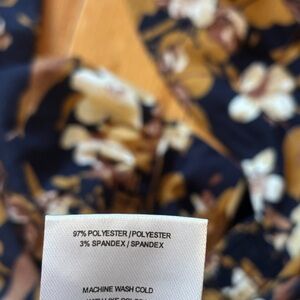 97% POLYESTER / POLYESTER
3% SPANDEX / SPANDEX
MACHINE WASH COLD